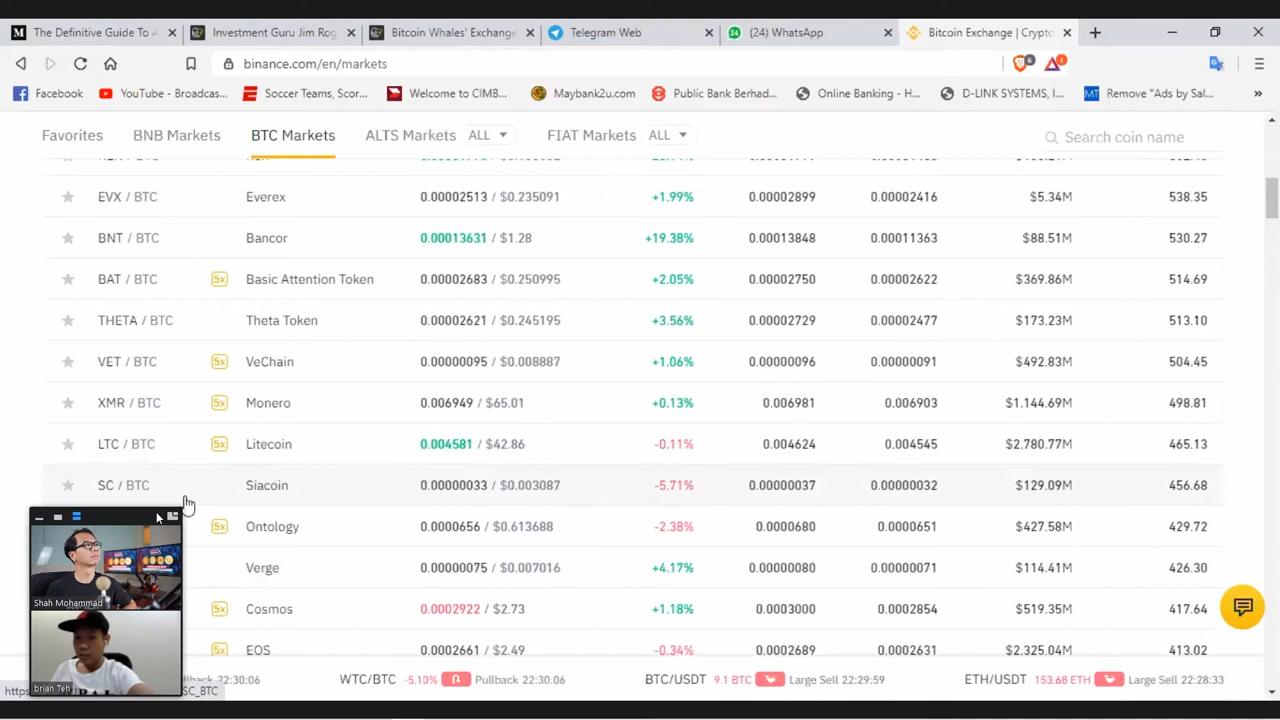 The Definitive Guide To A
Investment Guru Jim Rog
Bitcoin Whales' Exchange
Telegram Web
(24) WhatsApp
Bitcoin Exchange | Crypto
binance.com/en/markets
Facebook
YouTube - Broadcas...
Soccer Teams, Scor...
Welcome to CIMB...
Maybank2u.com
Public Bank Berhad...
Online Banking - H...
D-LINK SYSTEMS, I...
Remove "Ads by Sal...
Favorites BNB Markets BTC Markets ALTS Markets ALL FIAT Markets ALL Search coin name
EVX / BTC Everex 0.00002513 / $0.235091 +1.99% 0.00002899 0.00002416 $5.34M 538.35
BNT / BTC Bancor 0.00013631 / $1.28 +19.38% 0.00013848 0.00011363 $88.51M 530.27
BAT / BTC 5x Basic Attention Token 0.00002683 / $0.250995 +2.05% 0.00002750 0.00002622 $369.86M 514.69
THETA / BTC Theta Token 0.00002621 / $0.245195 +3.56% 0.00002729 0.00002477 $173.23M 513.10
VET / BTC 5x VeChain 0.00000095 / $0.008887 +1.06% 0.00000096 0.00000091 $492.83M 504.45
XMR / BTC 5x Monero 0.006949 / $65.01 +0.13% 0.006981 0.006903 $1,144.69M 498.81
LTC / BTC 5x Litecoin 0.004581 / $42.86 -0.11% 0.004624 0.004545 $2,780.77M 465.13
SC / BTC Siacoin 0.00000033 / $0.003087 -5.71% 0.00000037 0.00000032 $129.09M 456.68
5x Ontology 0.0000656 / $0.613688 -2.38% 0.0000680 0.0000651 $427.58M 429.72
Verge 0.00000075 / $0.007016 +4.17% 0.00000080 0.00000071 $114.41M 426.30
5x Cosmos 0.0002922 / $2.73 +1.18% 0.0003000 0.0002854 $519.35M 417.64
5x EOS 0.0002661 / $2.49 -0.34% 0.0002689 0.0002631 $2,325.04M 413.02
Shah Mohammad
brian Teh
Pullback 22:30:06 WTC/BTC -5.10% Pullback 22:30:06 BTC/USDT 9.1 BTC Large Sell 22:29:59 ETH/USDT 153.68 ETH Large Sell 22:28:33
https SC_BTC